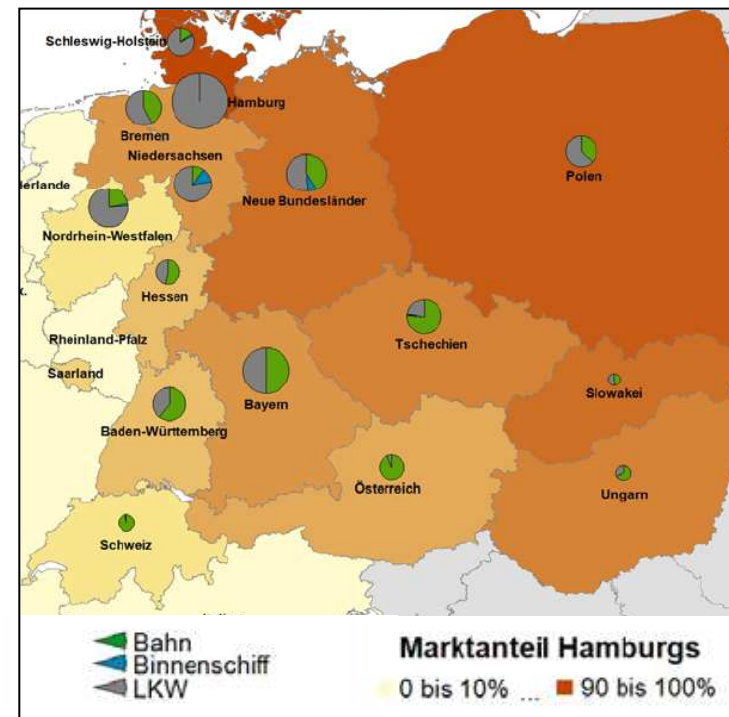 Schleswig-Holstein
Hamburg
Bremen
Niedersachsen
erlande
Neue Bundesländer
Polen
Nordrhein-Westfalen
Hessen
Rheinland-Pfalz
Tschechien
Saarland
Slowakei
Bayern
Baden-Württemberg
Österreich
Ungarn
Schweiz
Bahn
Binnenschiff
LKW
Marktanteil Hamburgs
0 bis 10% ... 90 bis 100%